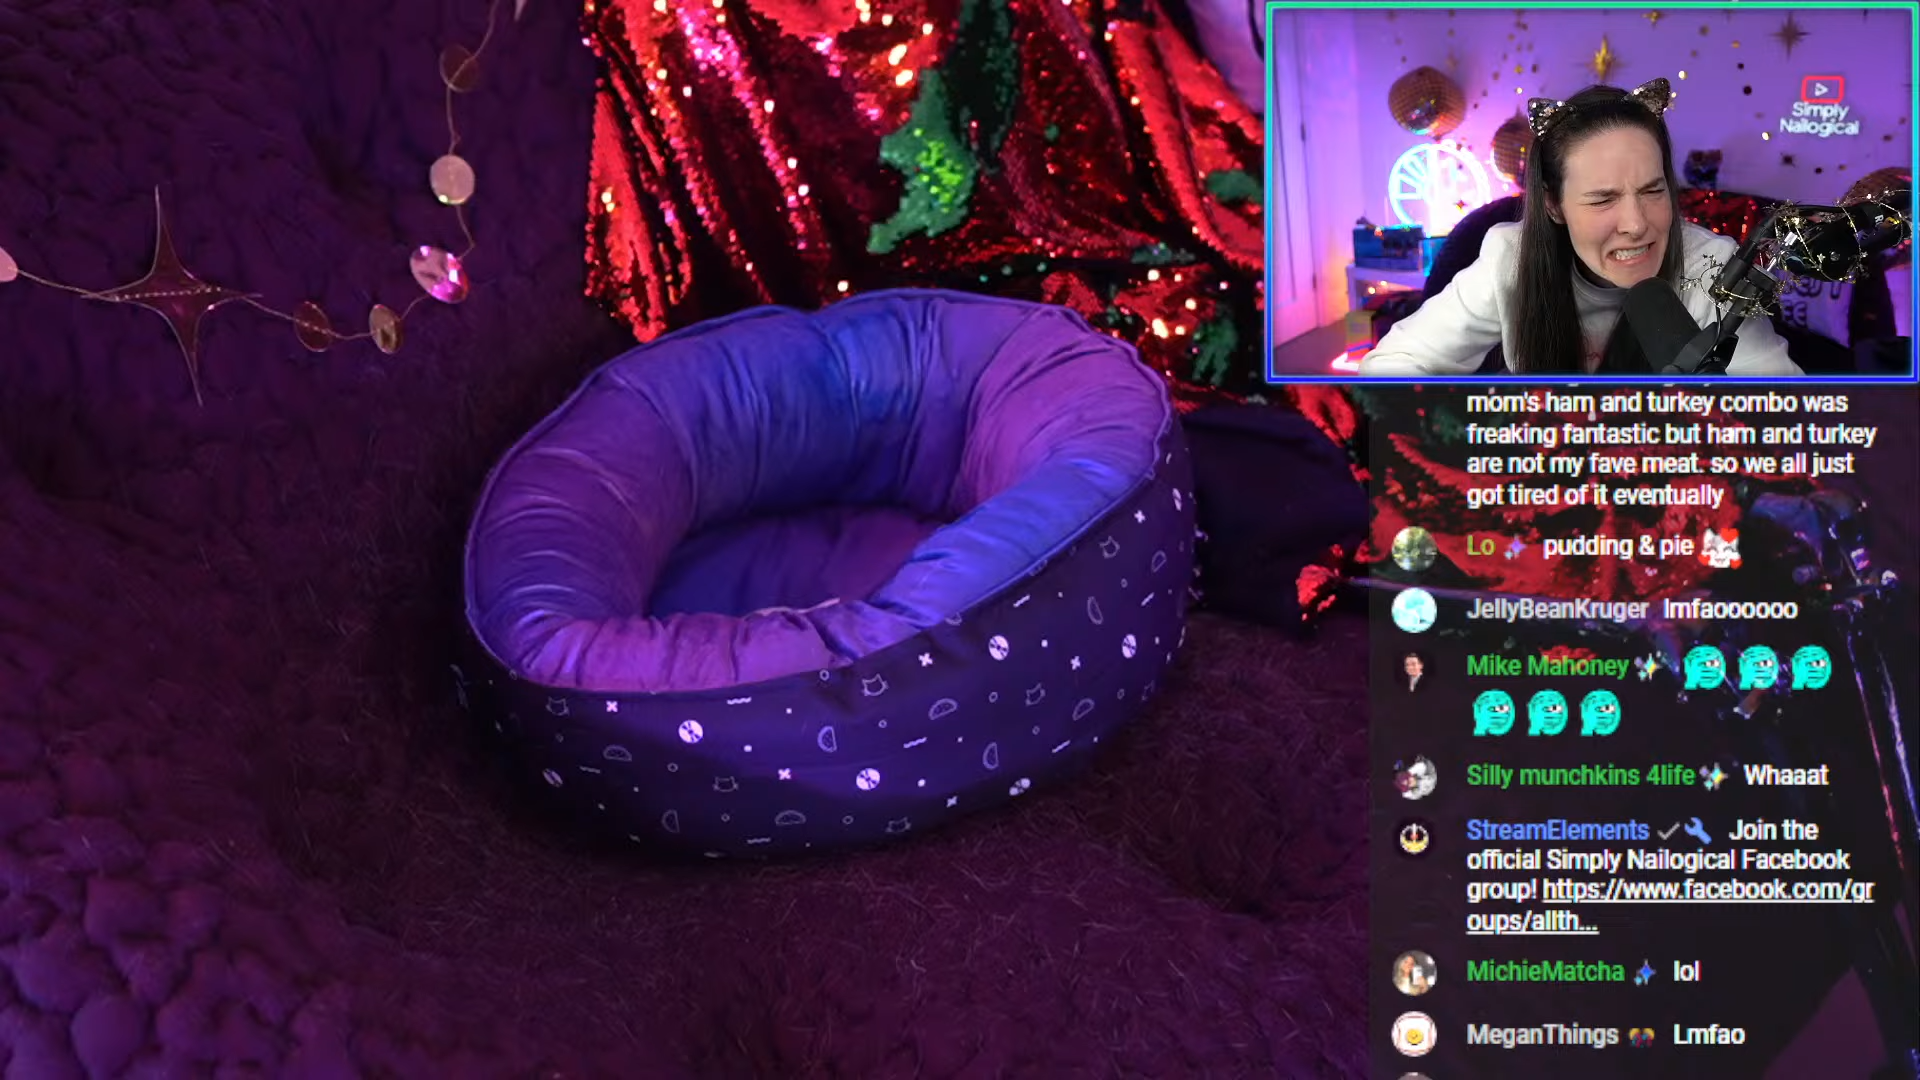 Simply
Nailogical
mom's ham and turkey combo was
freaking fantastic but ham and turkey
are not my fave meat. so we all just
got tired of it eventually
Lo pudding & pie
JellyBeanKruger lmfaoooooo
Mike Mahoney
Silly munchkins 4life Whaaat
StreamElements Join the
official Simply Nailogical Facebook
group! https://www.facebook.com/gr
oups/allth...
MichieMatcha lol
MeganThings Lmfao